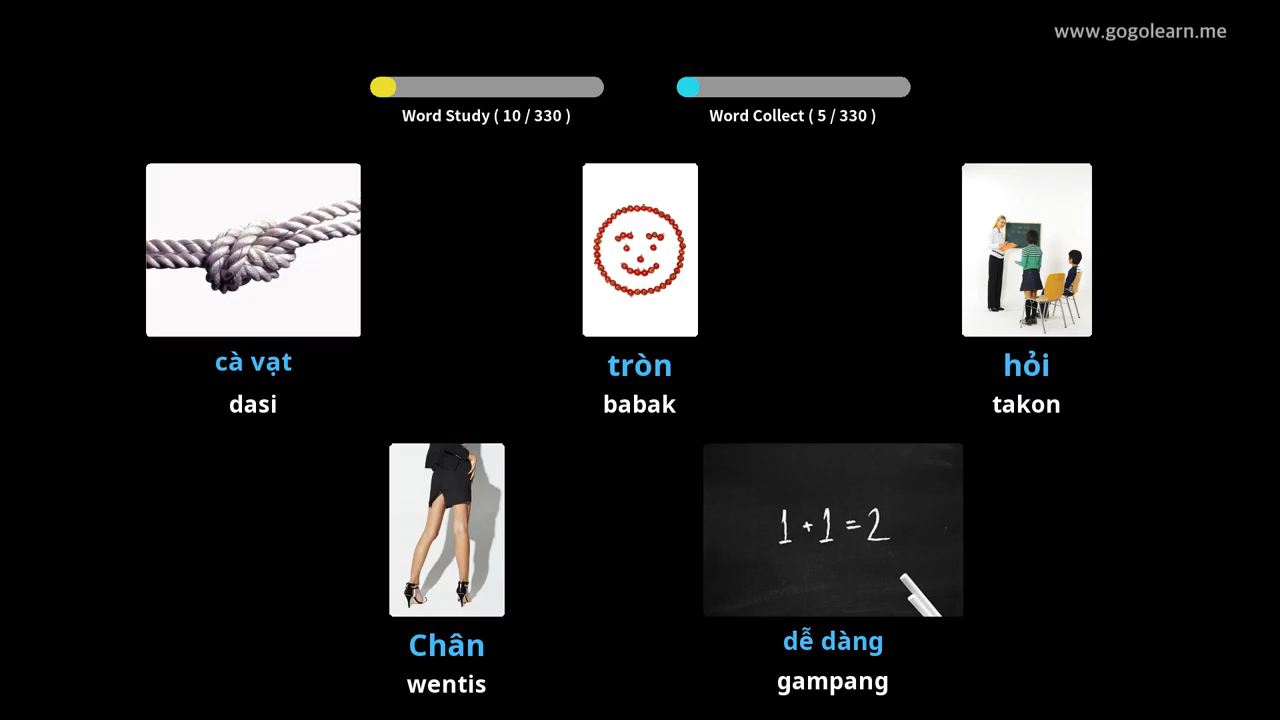 www.gogolearn.me
Word Study ( 10 / 330 )
Word Collect ( 5 / 330 )
cà vạt
dasi
tròn
babak
hỏi
takon
Chân
wentis
1 + 1 = 2
dễ dàng
gampang